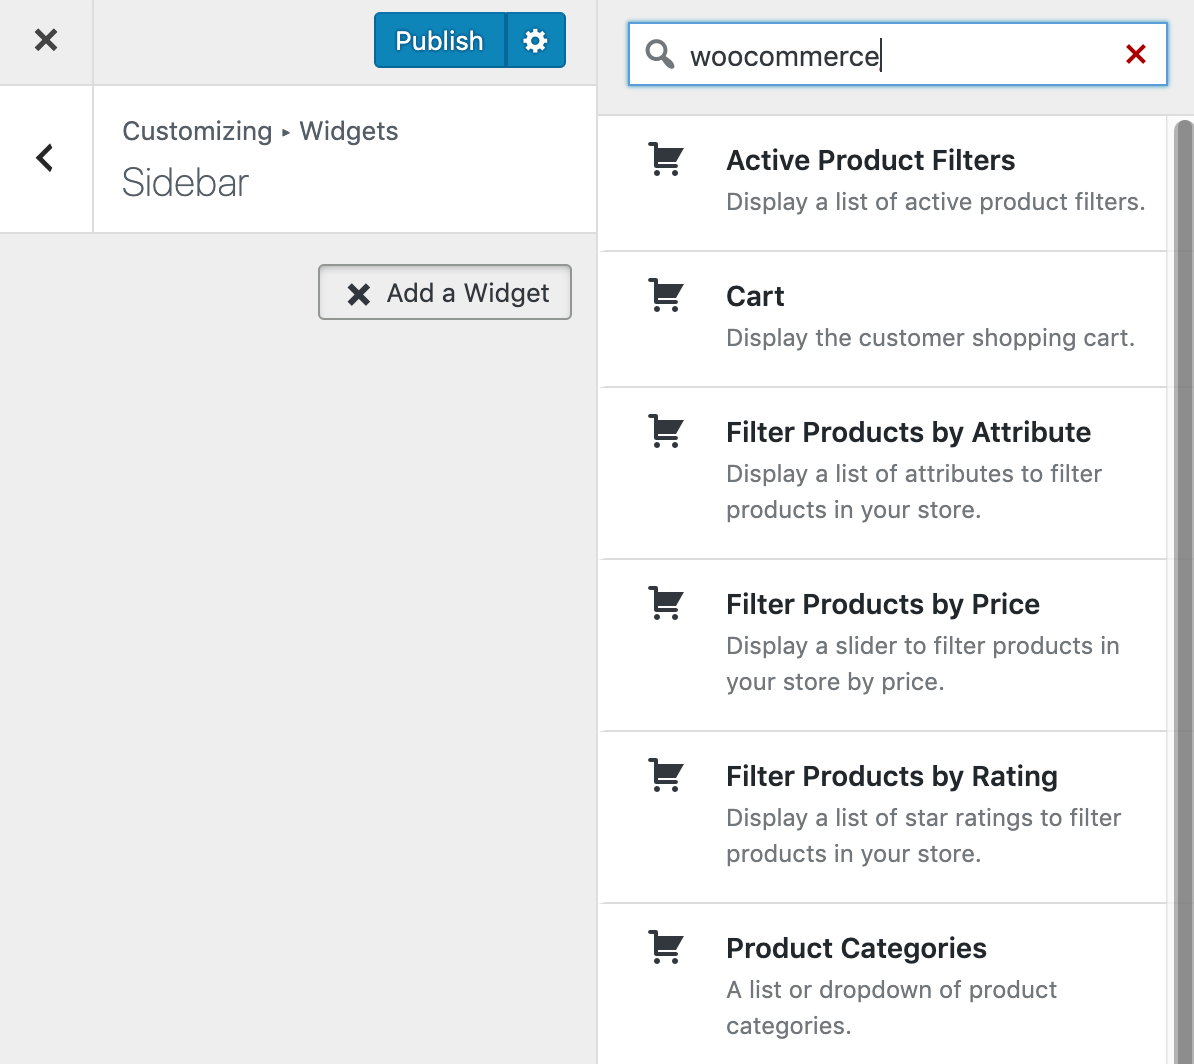 Publish
woocommerce
Customizing ▸ Widgets
Sidebar
Add a Widget
Active Product Filters
Display a list of active product filters.
Cart
Display the customer shopping cart.
Filter Products by Attribute
Display a list of attributes to filter
products in your store.
Filter Products by Price
Display a slider to filter products in
your store by price.
Filter Products by Rating
Display a list of star ratings to filter
products in your store.
Product Categories
A list or dropdown of product
categories.